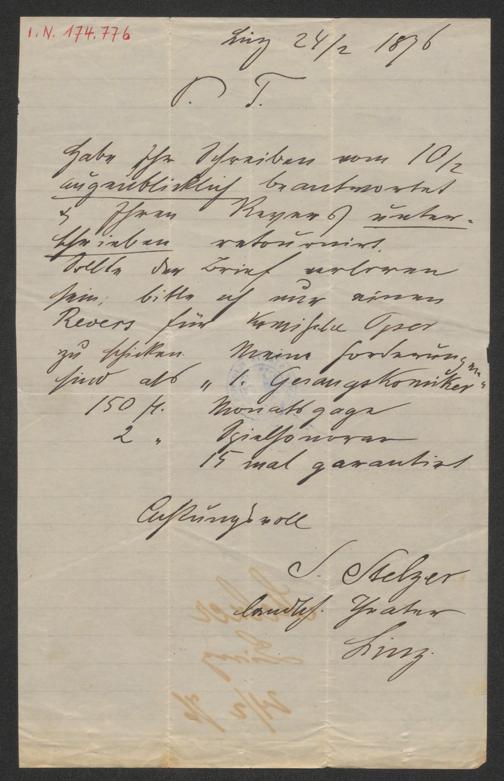 I.N. 174.776
Linz 24/2 1876
P. T.
Habe Ihr Schreiben vom 10/2
augenblicklich beantwortet
& Ihren Revers unter-
schrieben retournirt.
Sollte der Brief verloren
sein, bitte ich mir einen
Revers für komische Oper
zu schicken. Meine Forderungen
sind als „1. Gesangskomiker“
150 fl. Monatsgage
2 " Spielhonorar
15 mal garantirt
Achtungsvoll
S. Stelzer
landsch. Theater
Linz.